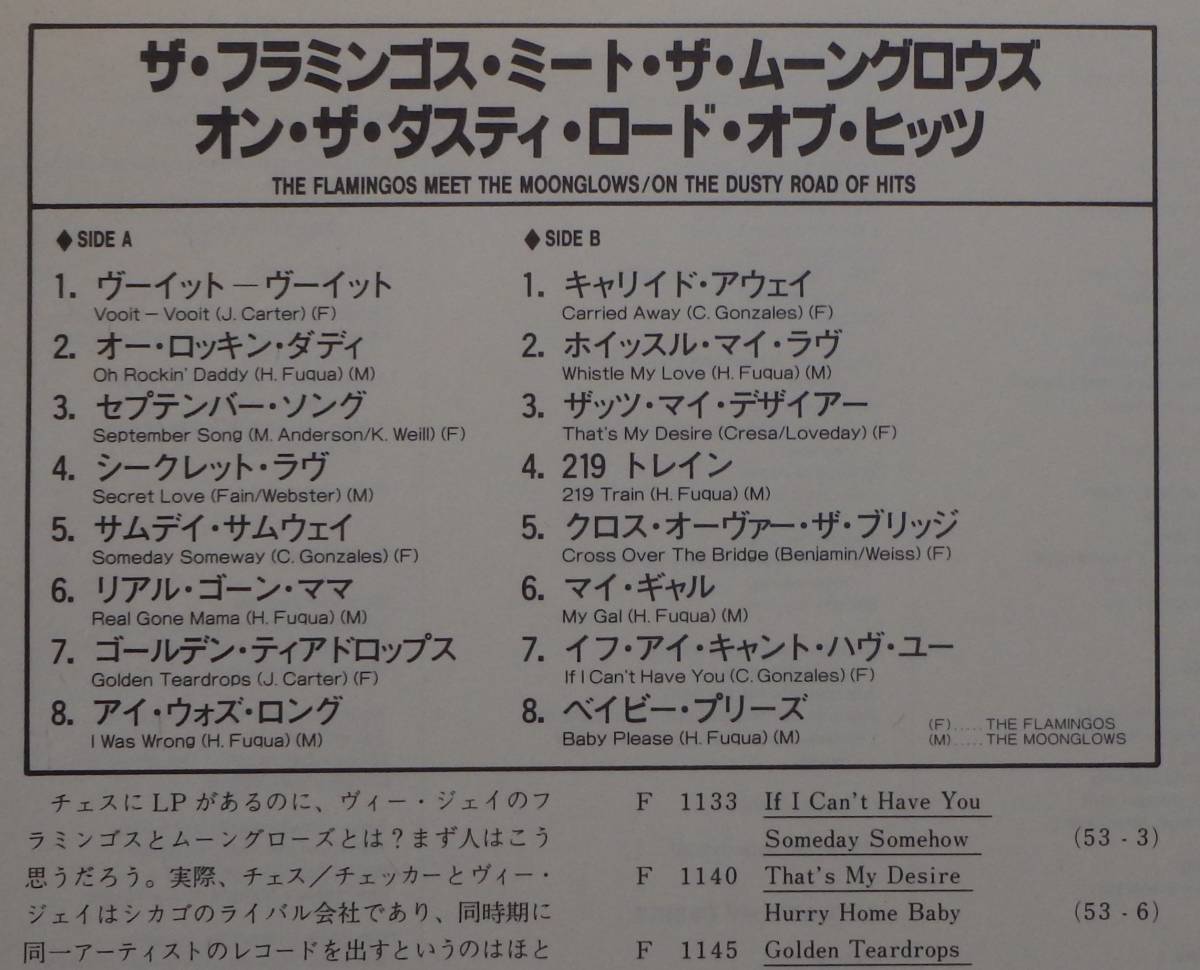 ザ・フラミンゴス・ミート・ザ・ムーングロウズ
オン・ザ・ダスティ・ロード・オブ・ヒッツ
THE FLAMINGOS MEET THE MOONGLOWS/ON THE DUSTY ROAD OF HITS
◆SIDE A
1. ヴーイット－ヴーイット
Vooit－Vooit (J. Carter) (F)
2. オー・ロッキン・ダディ
Oh Rockin' Daddy (H. Fuqua) (M)
3. セプテンバー・ソング
September Song (M. Anderson/K. Weill) (F)
4. シークレット・ラヴ
Secret Love (Fain/Webster) (M)
5. サムデイ・サムウェイ
Someday Someway (C. Gonzales) (F)
6. リアル・ゴーン・ママ
Real Gone Mama (H. Fuqua) (M)
7. ゴールデン・ティアドロップス
Golden Teardrops (J. Carter) (F)
8. アイ・ウォズ・ロング
I Was Wrong (H. Fuqua) (M)
◆SIDE B
1. キャリイド・アウェイ
Carried Away (C. Gonzales) (F)
2. ホイッスル・マイ・ラヴ
Whistle My Love (H. Fuqua) (M)
3. ザッツ・マイ・デザイアー
That's My Desire (Cresa/Loveday) (F)
4. 219 トレイン
219 Train (H. Fuqua) (M)
5. クロス・オーヴァー・ザ・ブリッジ
Cross Over The Bridge (Benjamin/Weiss) (F)
6. マイ・ギャル
My Gal (H. Fuqua) (M)
7. イフ・アイ・キャント・ハヴ・ユー
If I Can't Have You (C. Gonzales) (F)
8. ベイビー・プリーズ
Baby Please (H. Fuqua) (M)
(F)..... THE FLAMINGOS
(M)..... THE MOONGLOWS
チェスにLPがあるのに、ヴィー・ジェイのフ
ラミンゴスとムーングローズとは？まず人はこう
思うだろう。実際、チェス／チェッカーとヴィー・
ジェイはシカゴのライバル会社であり、同時期に
同一アーティストのレコードを出すというのはほと
F 1133 If I Can't Have You
Someday Somehow (53 - 3)
F 1140 That's My Desire
Hurry Home Baby (53 - 6)
F 1145 Golden Teardrops